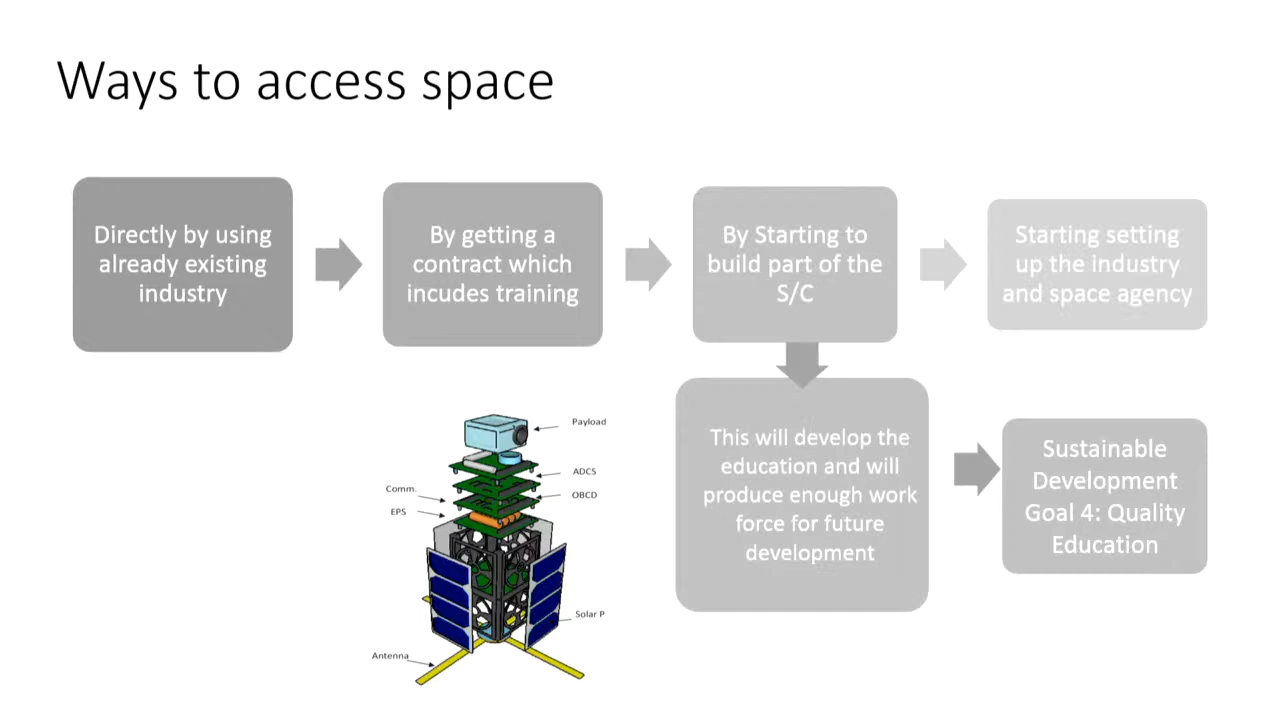 Ways to access space
Directly by using
already existing
industry
By getting a
contract which
incudes training
By Starting to
build part of the
S/C
Starting setting
up the industry
and space agency
This will develop the
education and will
produce enough work
force for future
development
Sustainable
Development
Goal 4: Quality
Education
Payload
ADCS
Comm.
OBCD
EPS
Solar P
Antenna